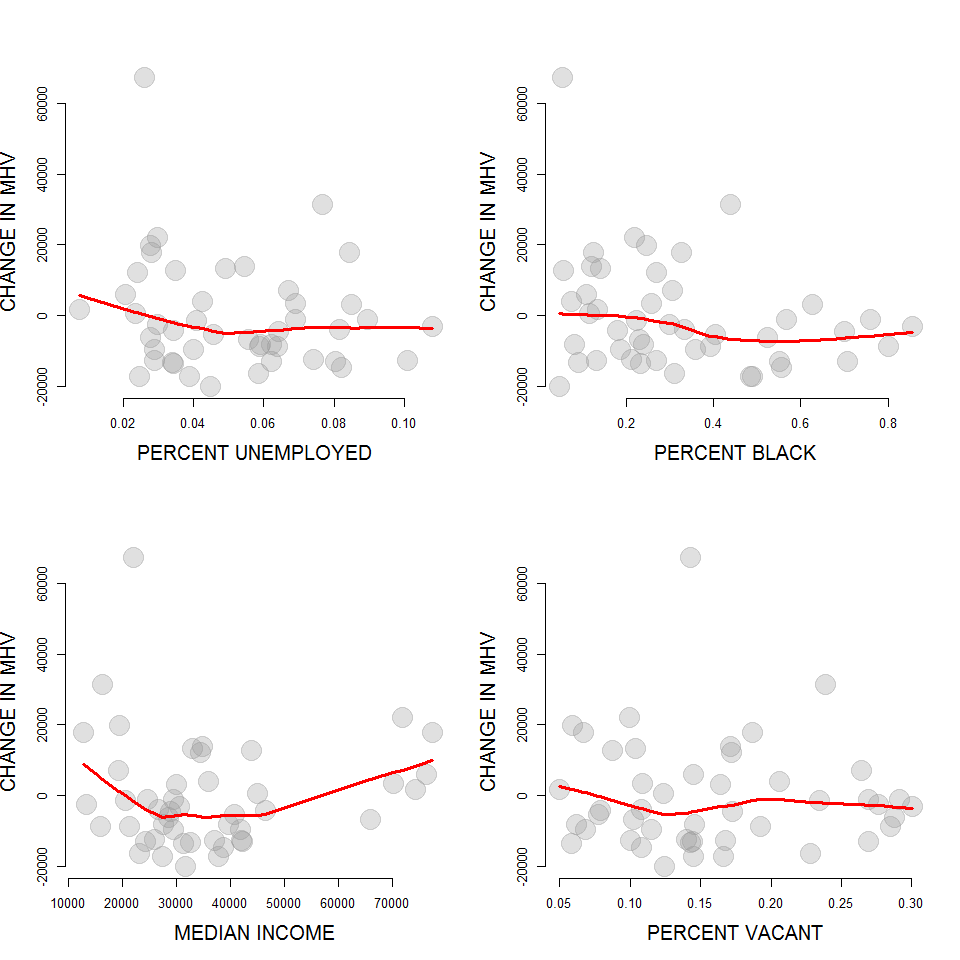 CHANGE IN MHV
60000
40000
20000
0
-20000
0.02 0.04 0.06 0.08 0.10
PERCENT UNEMPLOYED
CHANGE IN MHV
60000
40000
20000
0
-20000
0.2 0.4 0.6 0.8
PERCENT BLACK
CHANGE IN MHV
60000
40000
20000
0
-20000
10000 20000 30000 40000 50000 60000 70000
MEDIAN INCOME
CHANGE IN MHV
60000
40000
20000
0
-20000
0.05 0.10 0.15 0.20 0.25 0.30
PERCENT VACANT